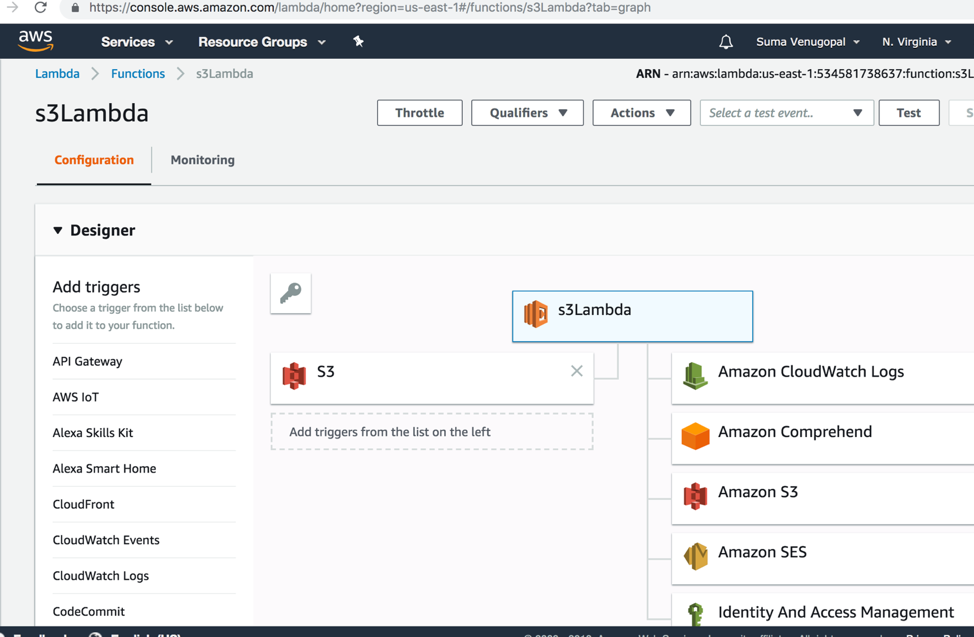 https://console.aws.amazon.com/lambda/home?region=us-east-1#/functions/s3Lambda?tab=graph
aws
Services
Resource Groups
Suma Venugopal
N. Virginia
Lambda
Functions
s3Lambda
ARN - arn:aws:lambda:us-east-1:534581738637:function:s3L
s3Lambda
Throttle
Qualifiers
Actions
Select a test event..
Test
S
Configuration
Monitoring
Designer
Add triggers
Choose a trigger from the list below
to add it to your function.
API Gateway
AWS IoT
Alexa Skills Kit
Alexa Smart Home
CloudFront
CloudWatch Events
CloudWatch Logs
CodeCommit
S3
Add triggers from the list on the left
s3Lambda
Amazon CloudWatch Logs
Amazon Comprehend
Amazon S3
Amazon SES
Identity And Access Management